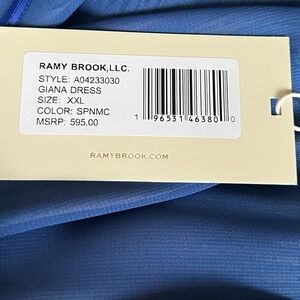 RAMY BROOK,LLC.
STYLE: A04233030
GIANA DRESS
SIZE: XXL
COLOR: SPNMC
MSRP: 595.00
1 96531 46380 0
RAMYBROOK.COM